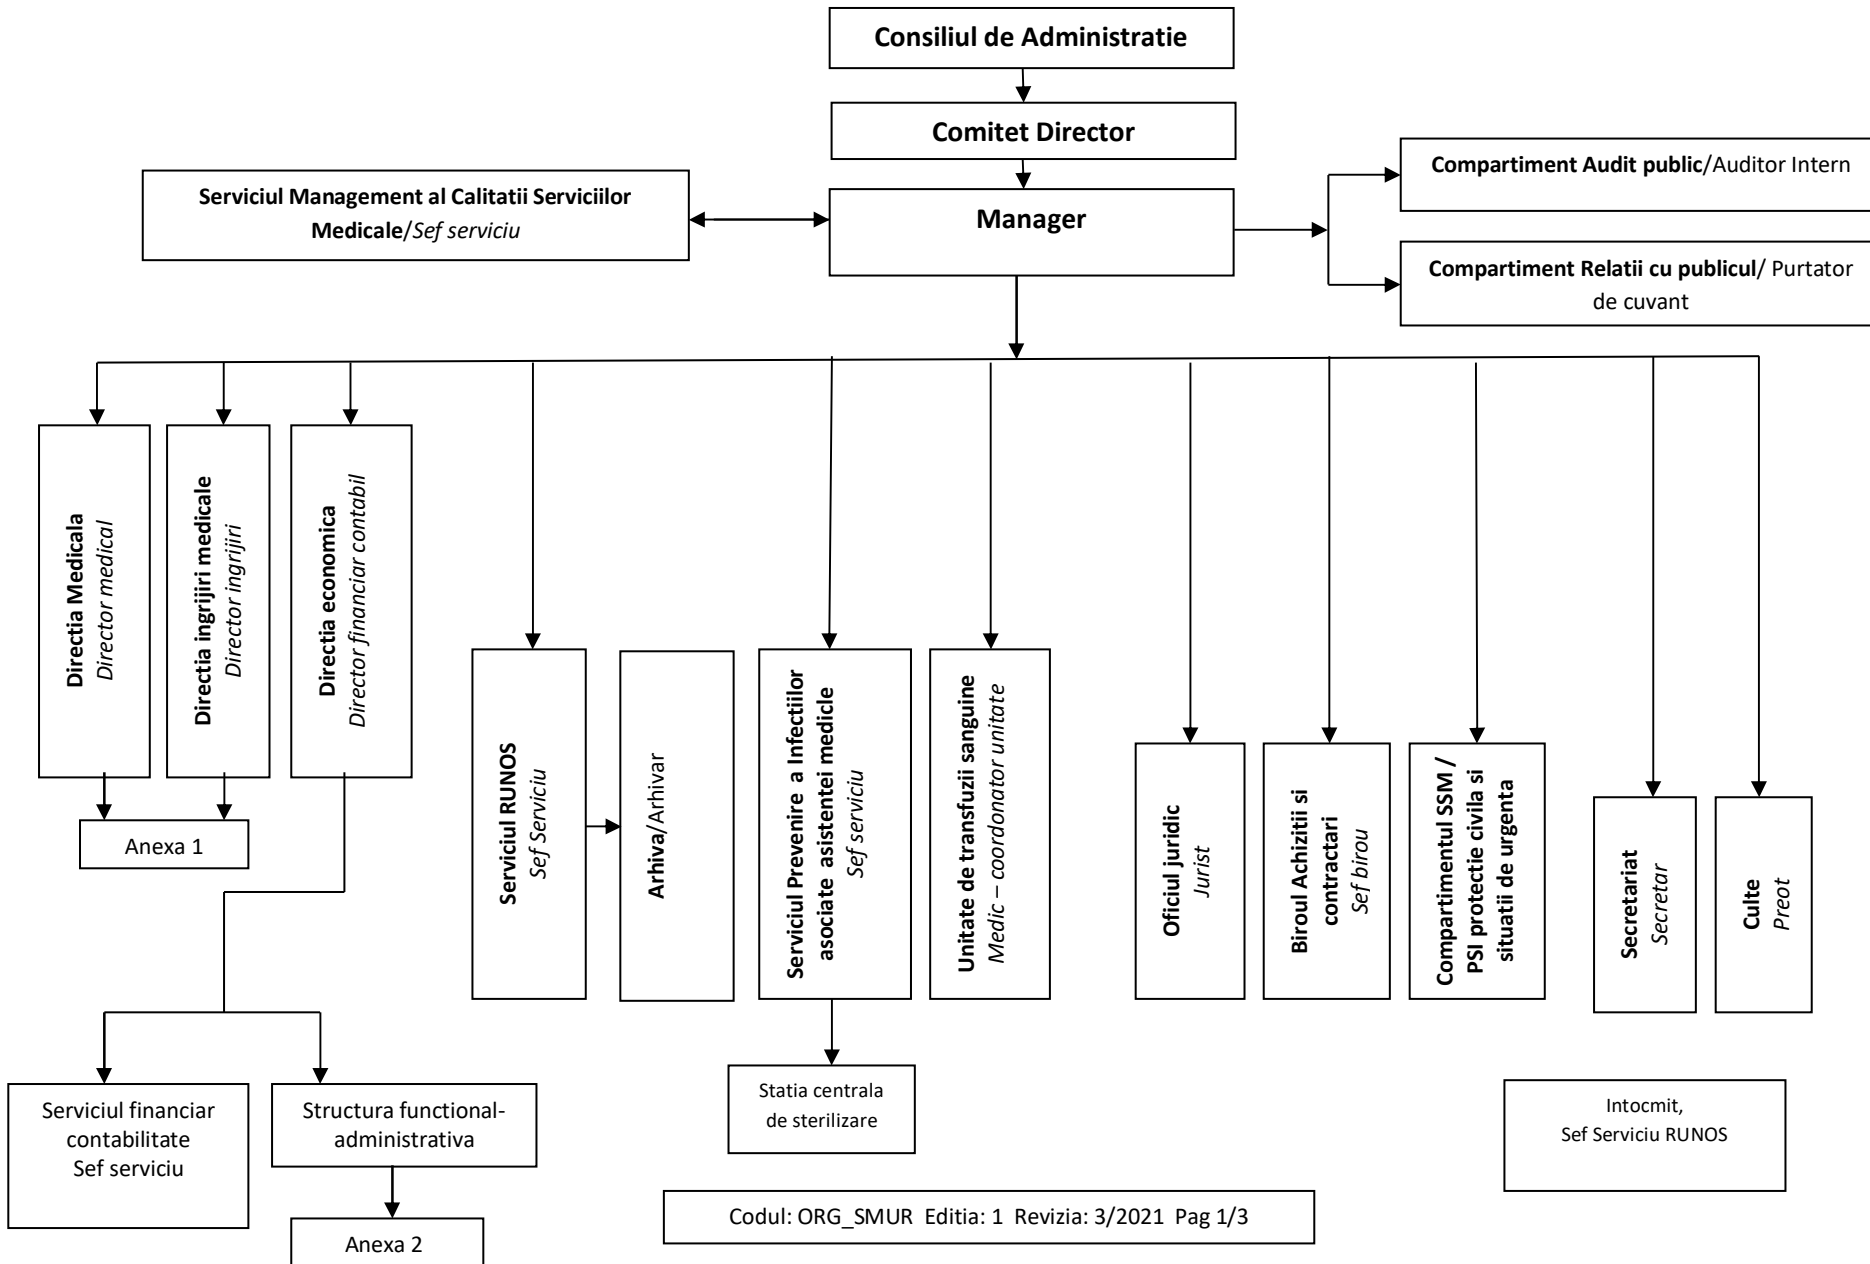 Consiliul de Administratie
Comitet Director
Compartiment Audit public/Auditor Intern
Serviciul Management al Calitatii Serviciilor
Medicale/Sef serviciu
Manager
Compartiment Relatii cu publicul/ Purtator
de cuvant
Directia Medicala
Director medical
Directia ingrijiri medicale
Director ingrijiri
Directia economica
Director financiar contabil
Serviciul RUNOS
Sef Serviciu
Arhiva/Arhivar
Serviciul Prevenire a Infectiilor
asociate asistentei medicle
Sef serviciu
Unitate de transfuzii sanguine
Medic – coordonator unitate
Oficiul juridic
Jurist
Biroul Achizitii si
contractari
Sef birou
Compartimentul SSM /
PSI protectie civila si
situatii de urgenta
Secretariat
Secretar
Culte
Preot
Anexa 1
Serviciul financiar
contabilitate
Sef serviciu
Structura functional-
administrativa
Statia centrala
de sterilizare
Intocmit,
Sef Serviciu RUNOS
Codul: ORG_SMUR Editia: 1 Revizia: 3/2021 Pag 1/3
Anexa 2